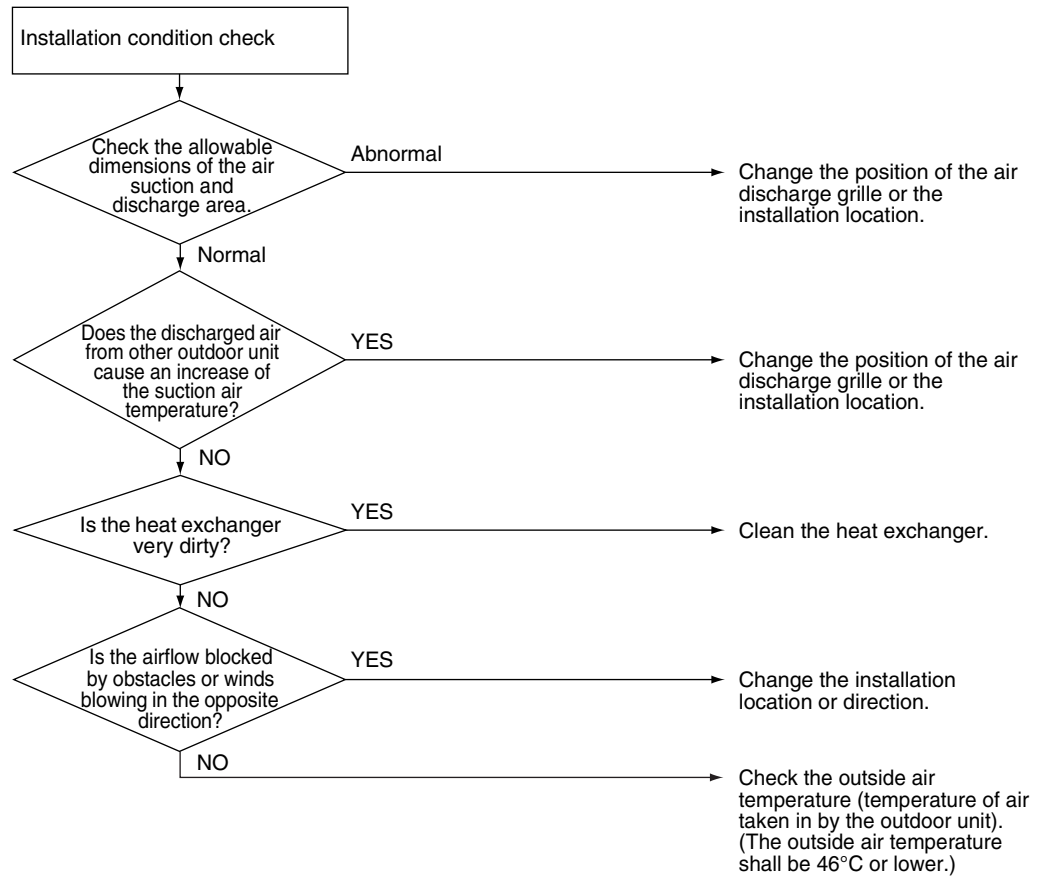 Installation condition check
Check the allowable
dimensions of the air
suction and
discharge area.
Abnormal
Change the position of the air
discharge grille or the
installation location.
Normal
Does the discharged air
from other outdoor unit
cause an increase of
the suction air
temperature?
YES
Change the position of the air
discharge grille or the
installation location.
NO
Is the heat exchanger
very dirty?
YES
Clean the heat exchanger.
NO
Is the airflow blocked
by obstacles or winds
blowing in the opposite
direction?
YES
Change the installation
location or direction.
NO
Check the outside air
temperature (temperature of air
taken in by the outdoor unit).
(The outside air temperature
shall be 46°C or lower.)